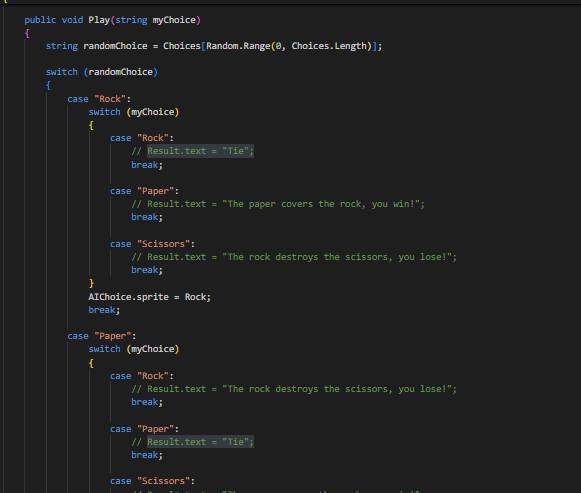 {
public void Play(string myChoice)
{
string randomChoice = Choices[Random.Range(0, Choices.Length)];
switch (randomChoice)
{
case "Rock":
switch (myChoice)
{
case "Rock":
// Result.text = "Tie";
break;
case "Paper":
// Result.text = "The paper covers the rock, you win!";
break;
case "Scissors":
// Result.text = "The rock destroys the scissors, you lose!";
break;
}
AIChoice.sprite = Rock;
break;
case "Paper":
switch (myChoice)
{
case "Rock":
// Result.text = "The rock destroys the scissors, you lose!";
break;
case "Paper":
// Result.text = "Tie";
break;
case "Scissors":